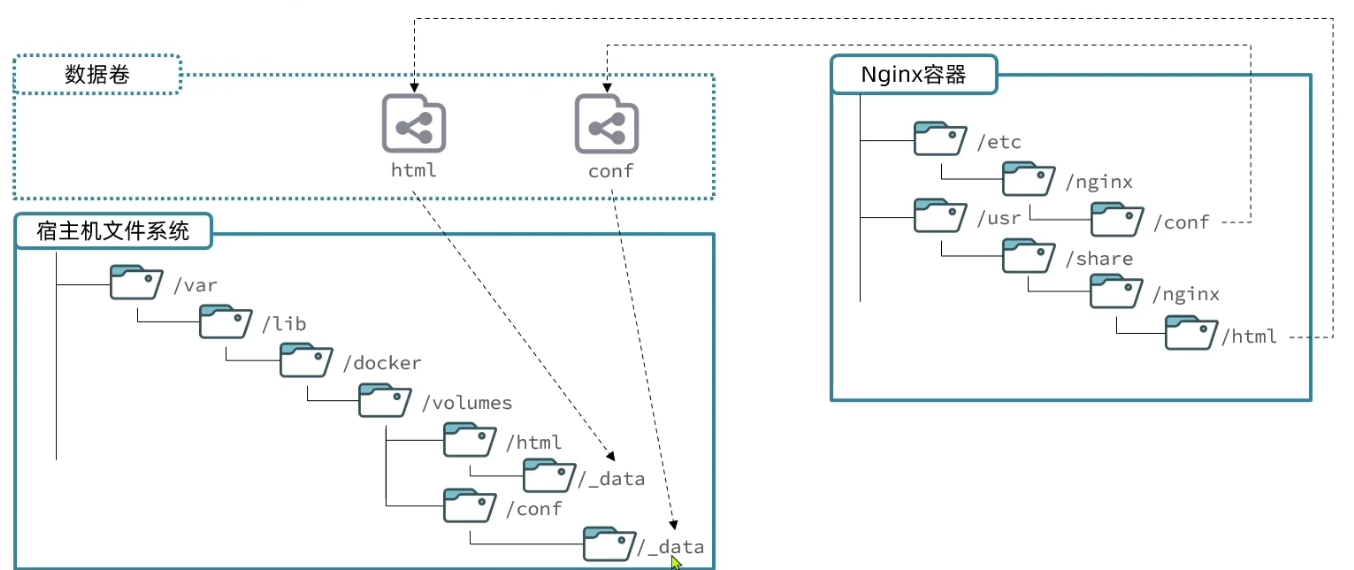 数据卷
html
conf
宿主机文件系统
/var
/lib
/docker
/volumes
/html
/_data
/conf
/_data
Nginx容器
/etc
/nginx
/conf
/usr
/share
/nginx
/html